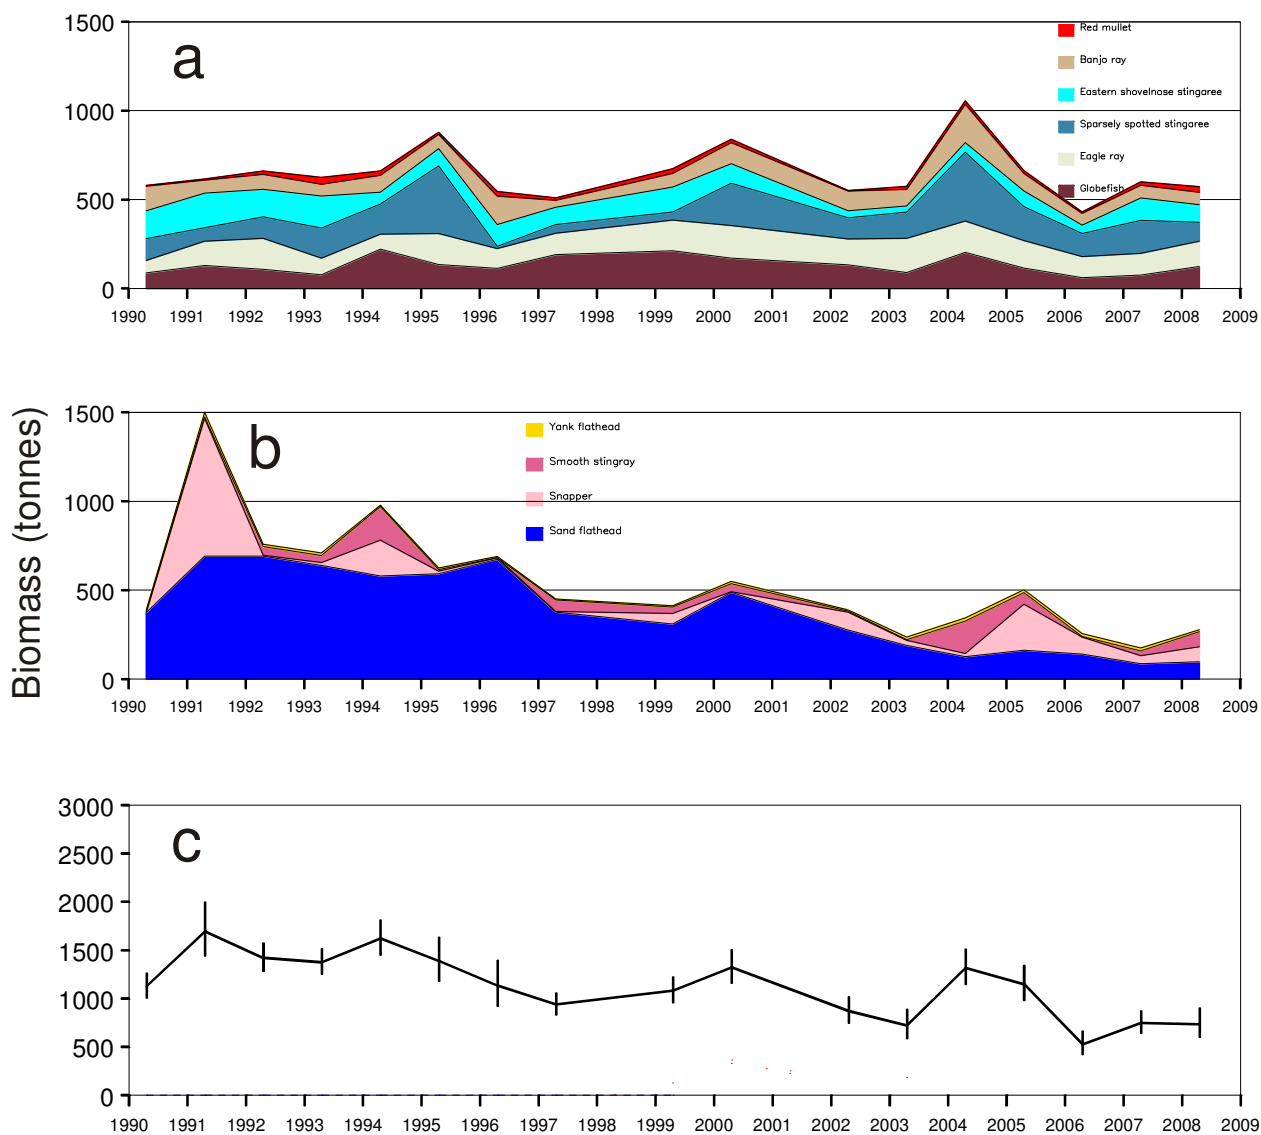 1500
a
Red mullet
Banjo ray
1000
Eastern shovelnose stingaree
Sparsely spotted stingaree
Eagle ray
500
Globefish
0
1990 1991 1992 1993 1994 1995 1996 1997 1998 1999 2000 2001 2002 2003 2004 2005 2006 2007 2008 2009
Biomass (tonnes)
1500
b
Yank flathead
Smooth stingray
1000
Snapper
Sand flathead
500
0
1990 1991 1992 1993 1994 1995 1996 1997 1998 1999 2000 2001 2002 2003 2004 2005 2006 2007 2008 2009
3000
c
2500
2000
1500
1000
500
0
1990 1991 1992 1993 1994 1995 1996 1997 1998 1999 2000 2001 2002 2003 2004 2005 2006 2007 2008 2009